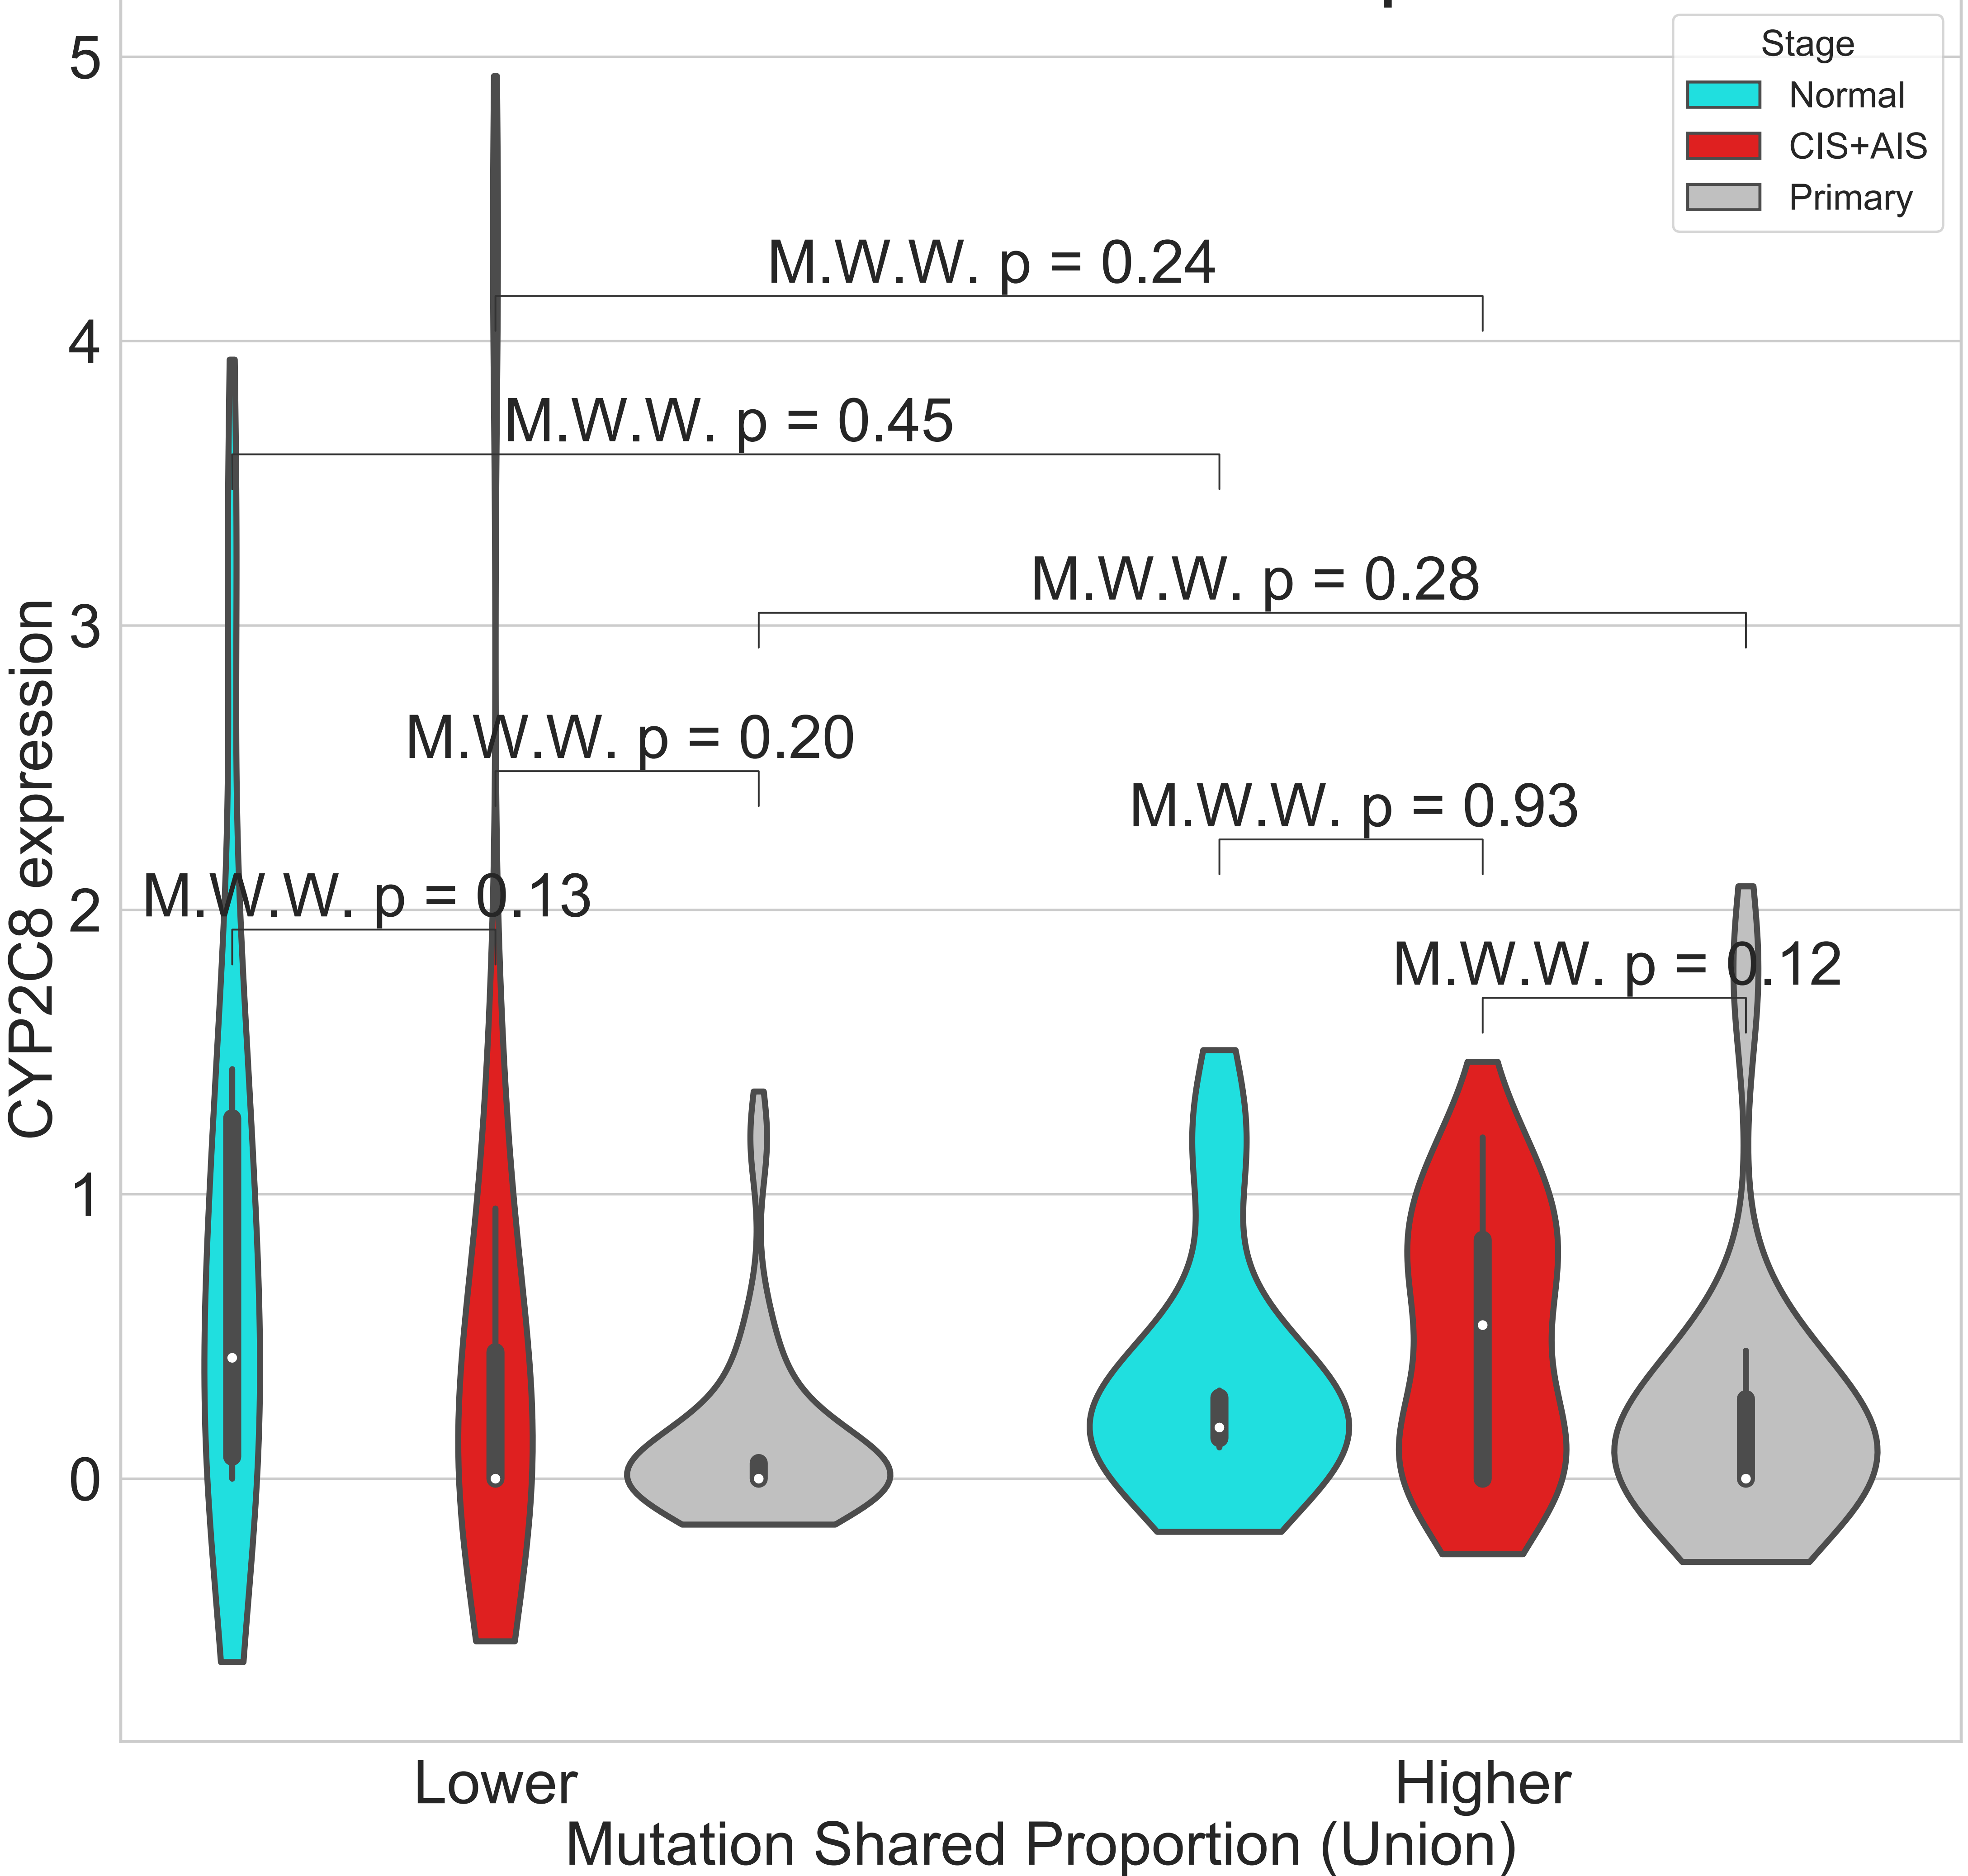 Stage
Normal
CIS+AIS
Primary
5
4
3
2
1
0
CYP2C8 expression
M.W.W. p = 0.24
M.W.W. p = 0.45
M.W.W. p = 0.28
M.W.W. p = 0.20
M.W.W. p = 0.93
M.W.W. p = 0.13
M.W.W. p = 0.12
Lower
Higher
Mutation Shared Proportion (Union)